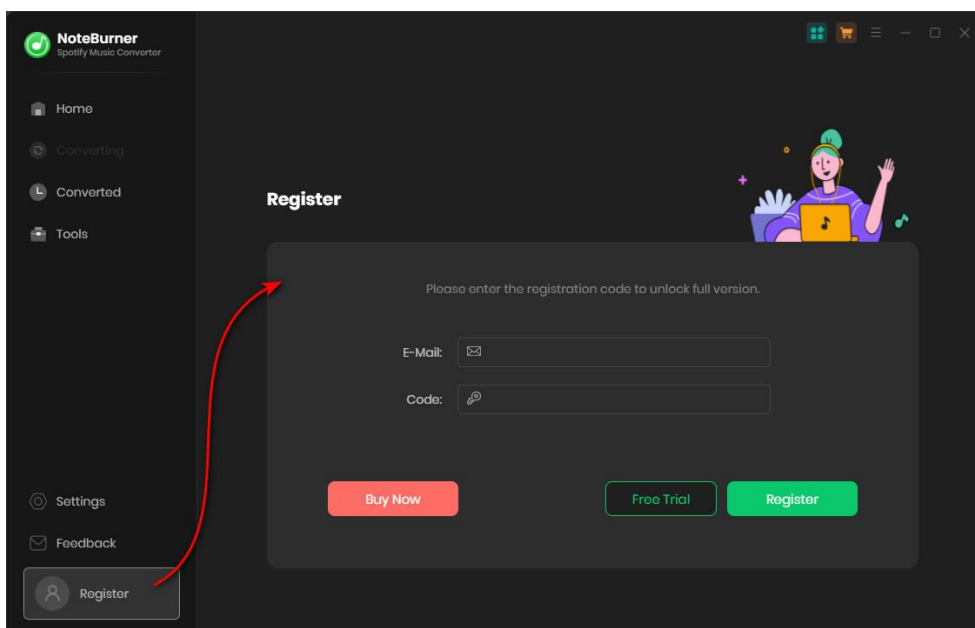 NoteBurner
Spotify Music Converter
Home
Converting
Converted
Tools
Settings
Feedback
Register
Register
Please enter the registration code to unlock full version.
E-Mail:
Code:
Buy Now
Free Trial
Register